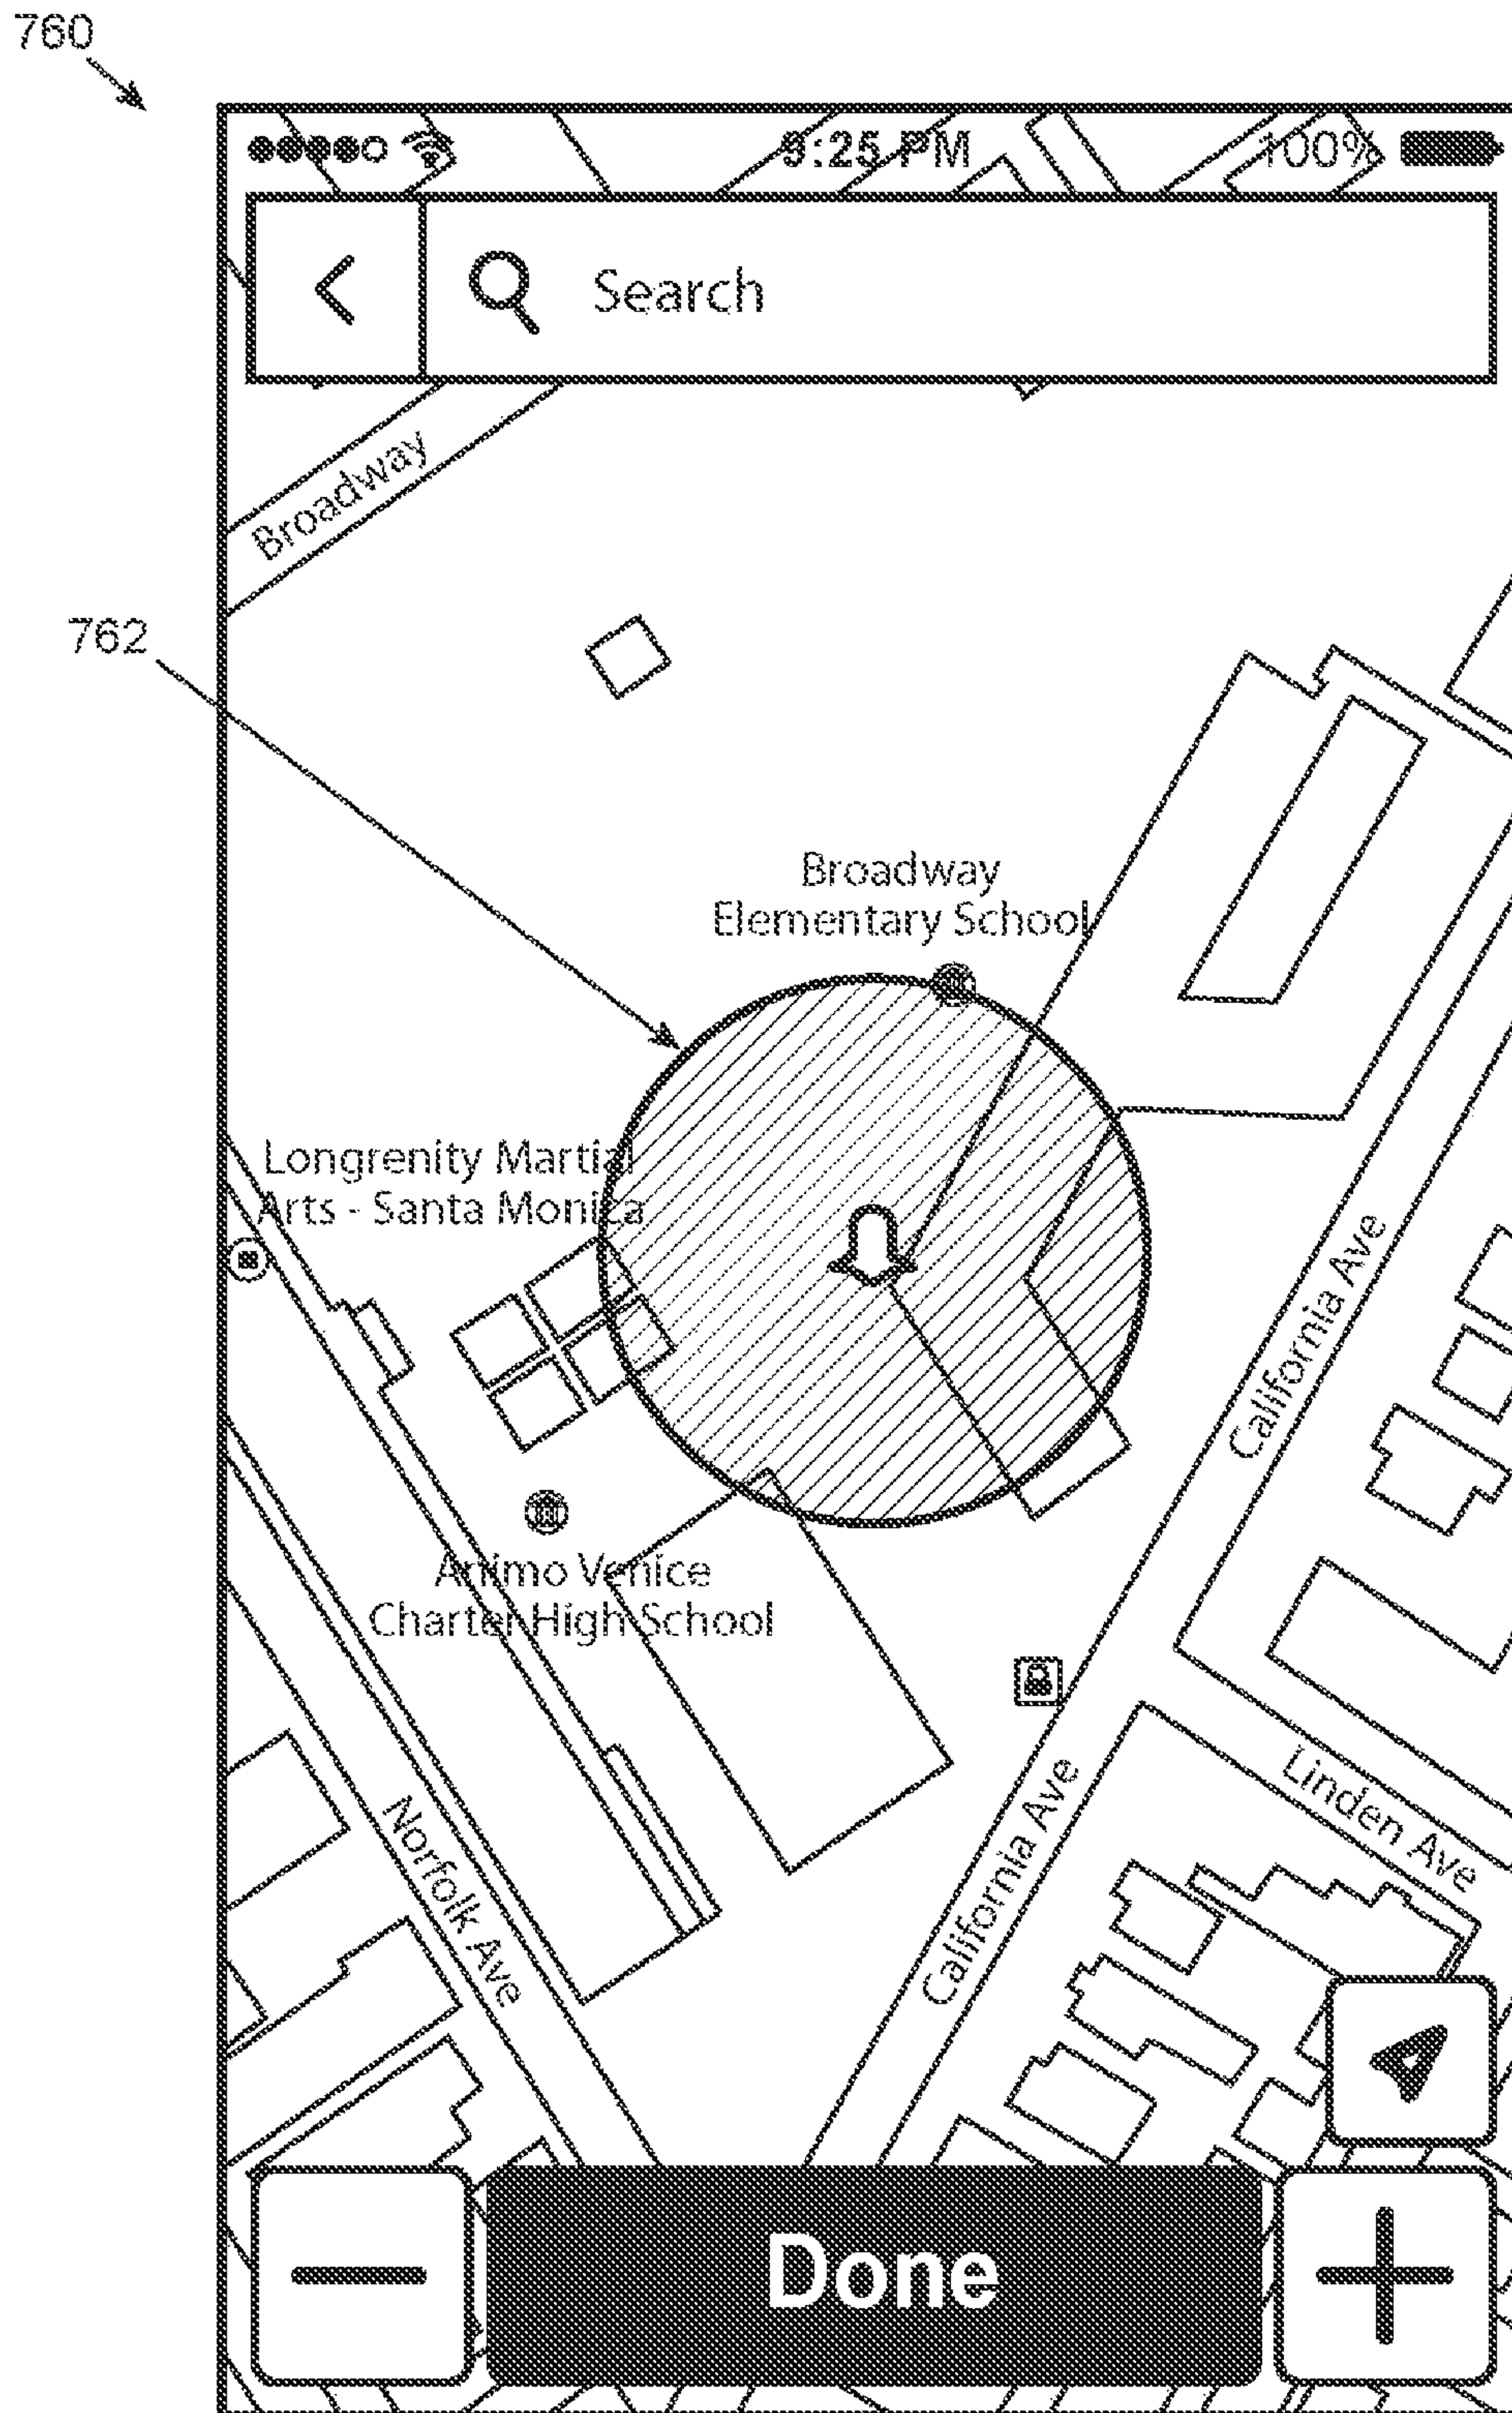 760
9:25 PM
100%
Search
Broadway
762
Broadway
Elementary School
Longrenity Martial
Arts - Santa Monica
California Ave
Animo Venice
Charter High School
Linden Ave
California Ave
Norfolk Ave
Done